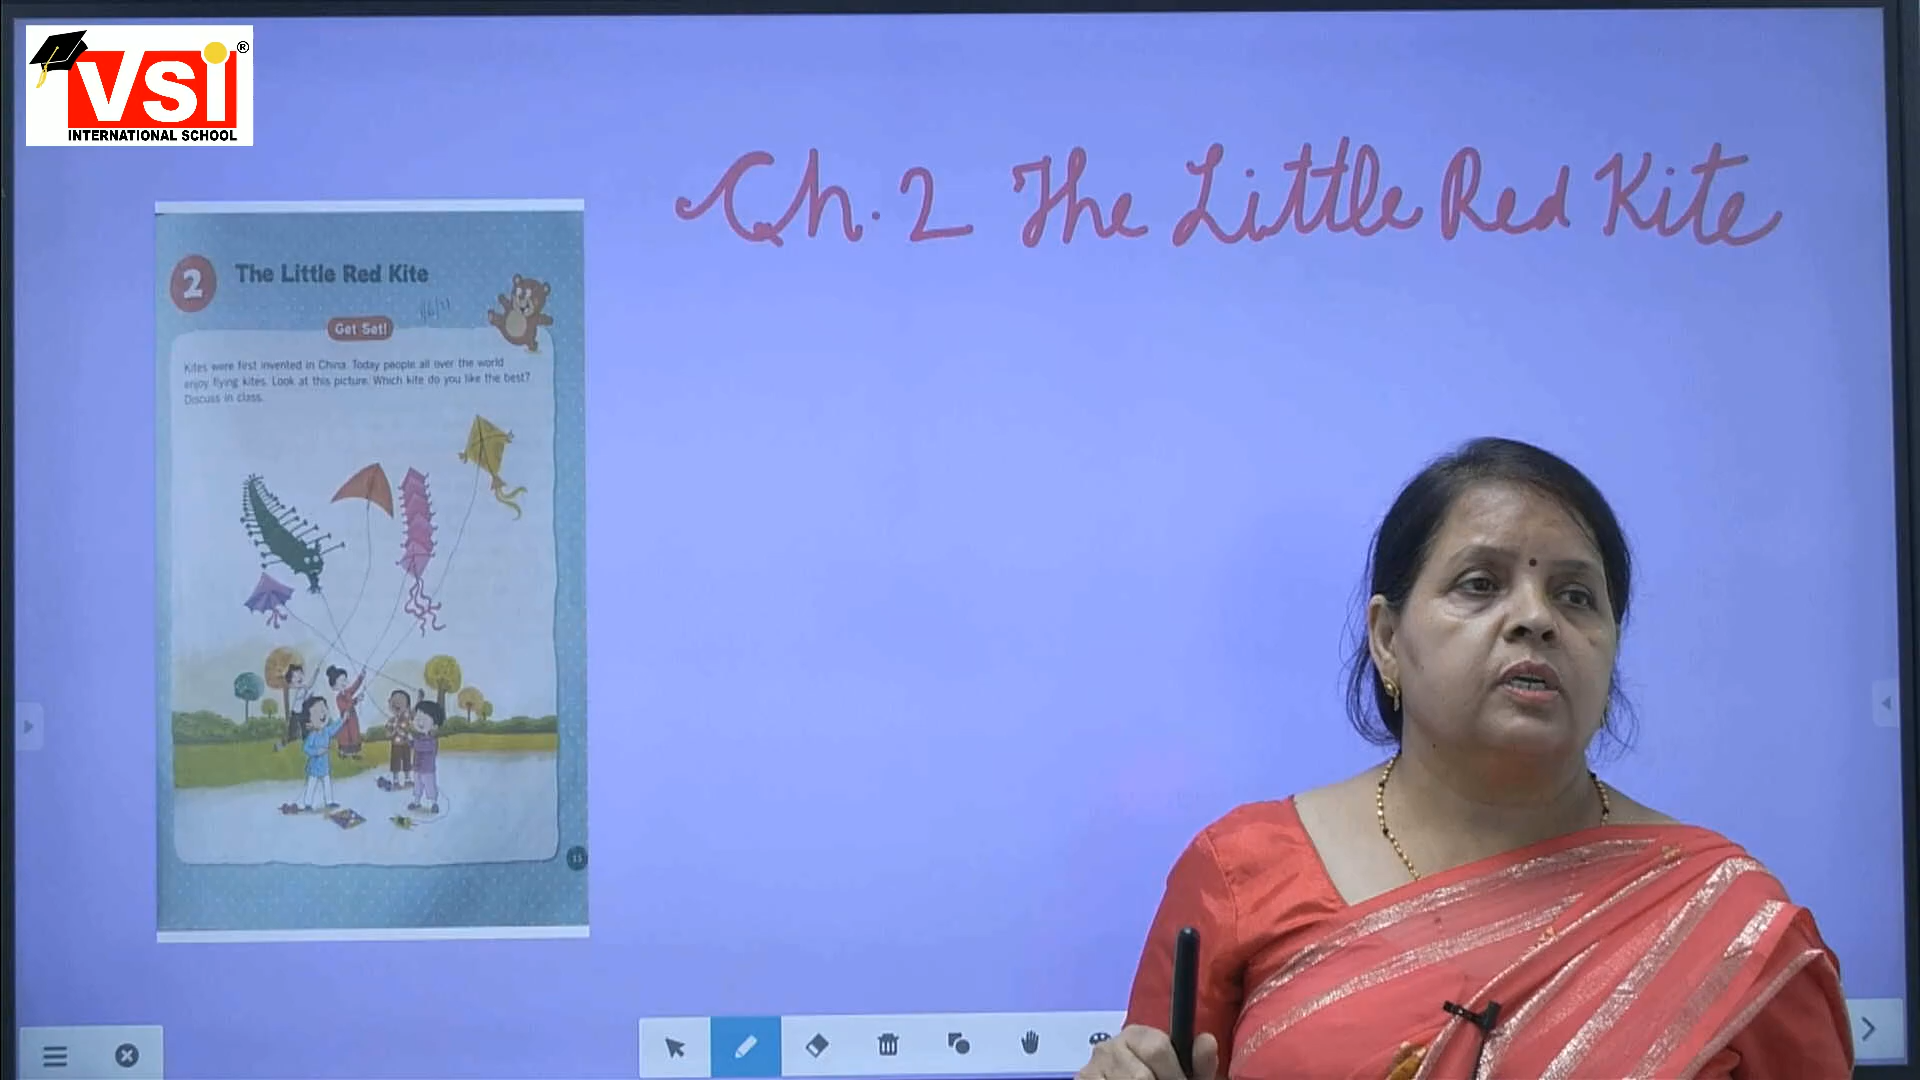 VSI ®
INTERNATIONAL SCHOOL
Ch. 2 The Little Red Kite
2 The Little Red Kite
Get Set!
Kites were first invented in China. Today people all over the world
enjoy flying kites. Look at this picture. Which kite do you like the best?
Discuss in class.
15